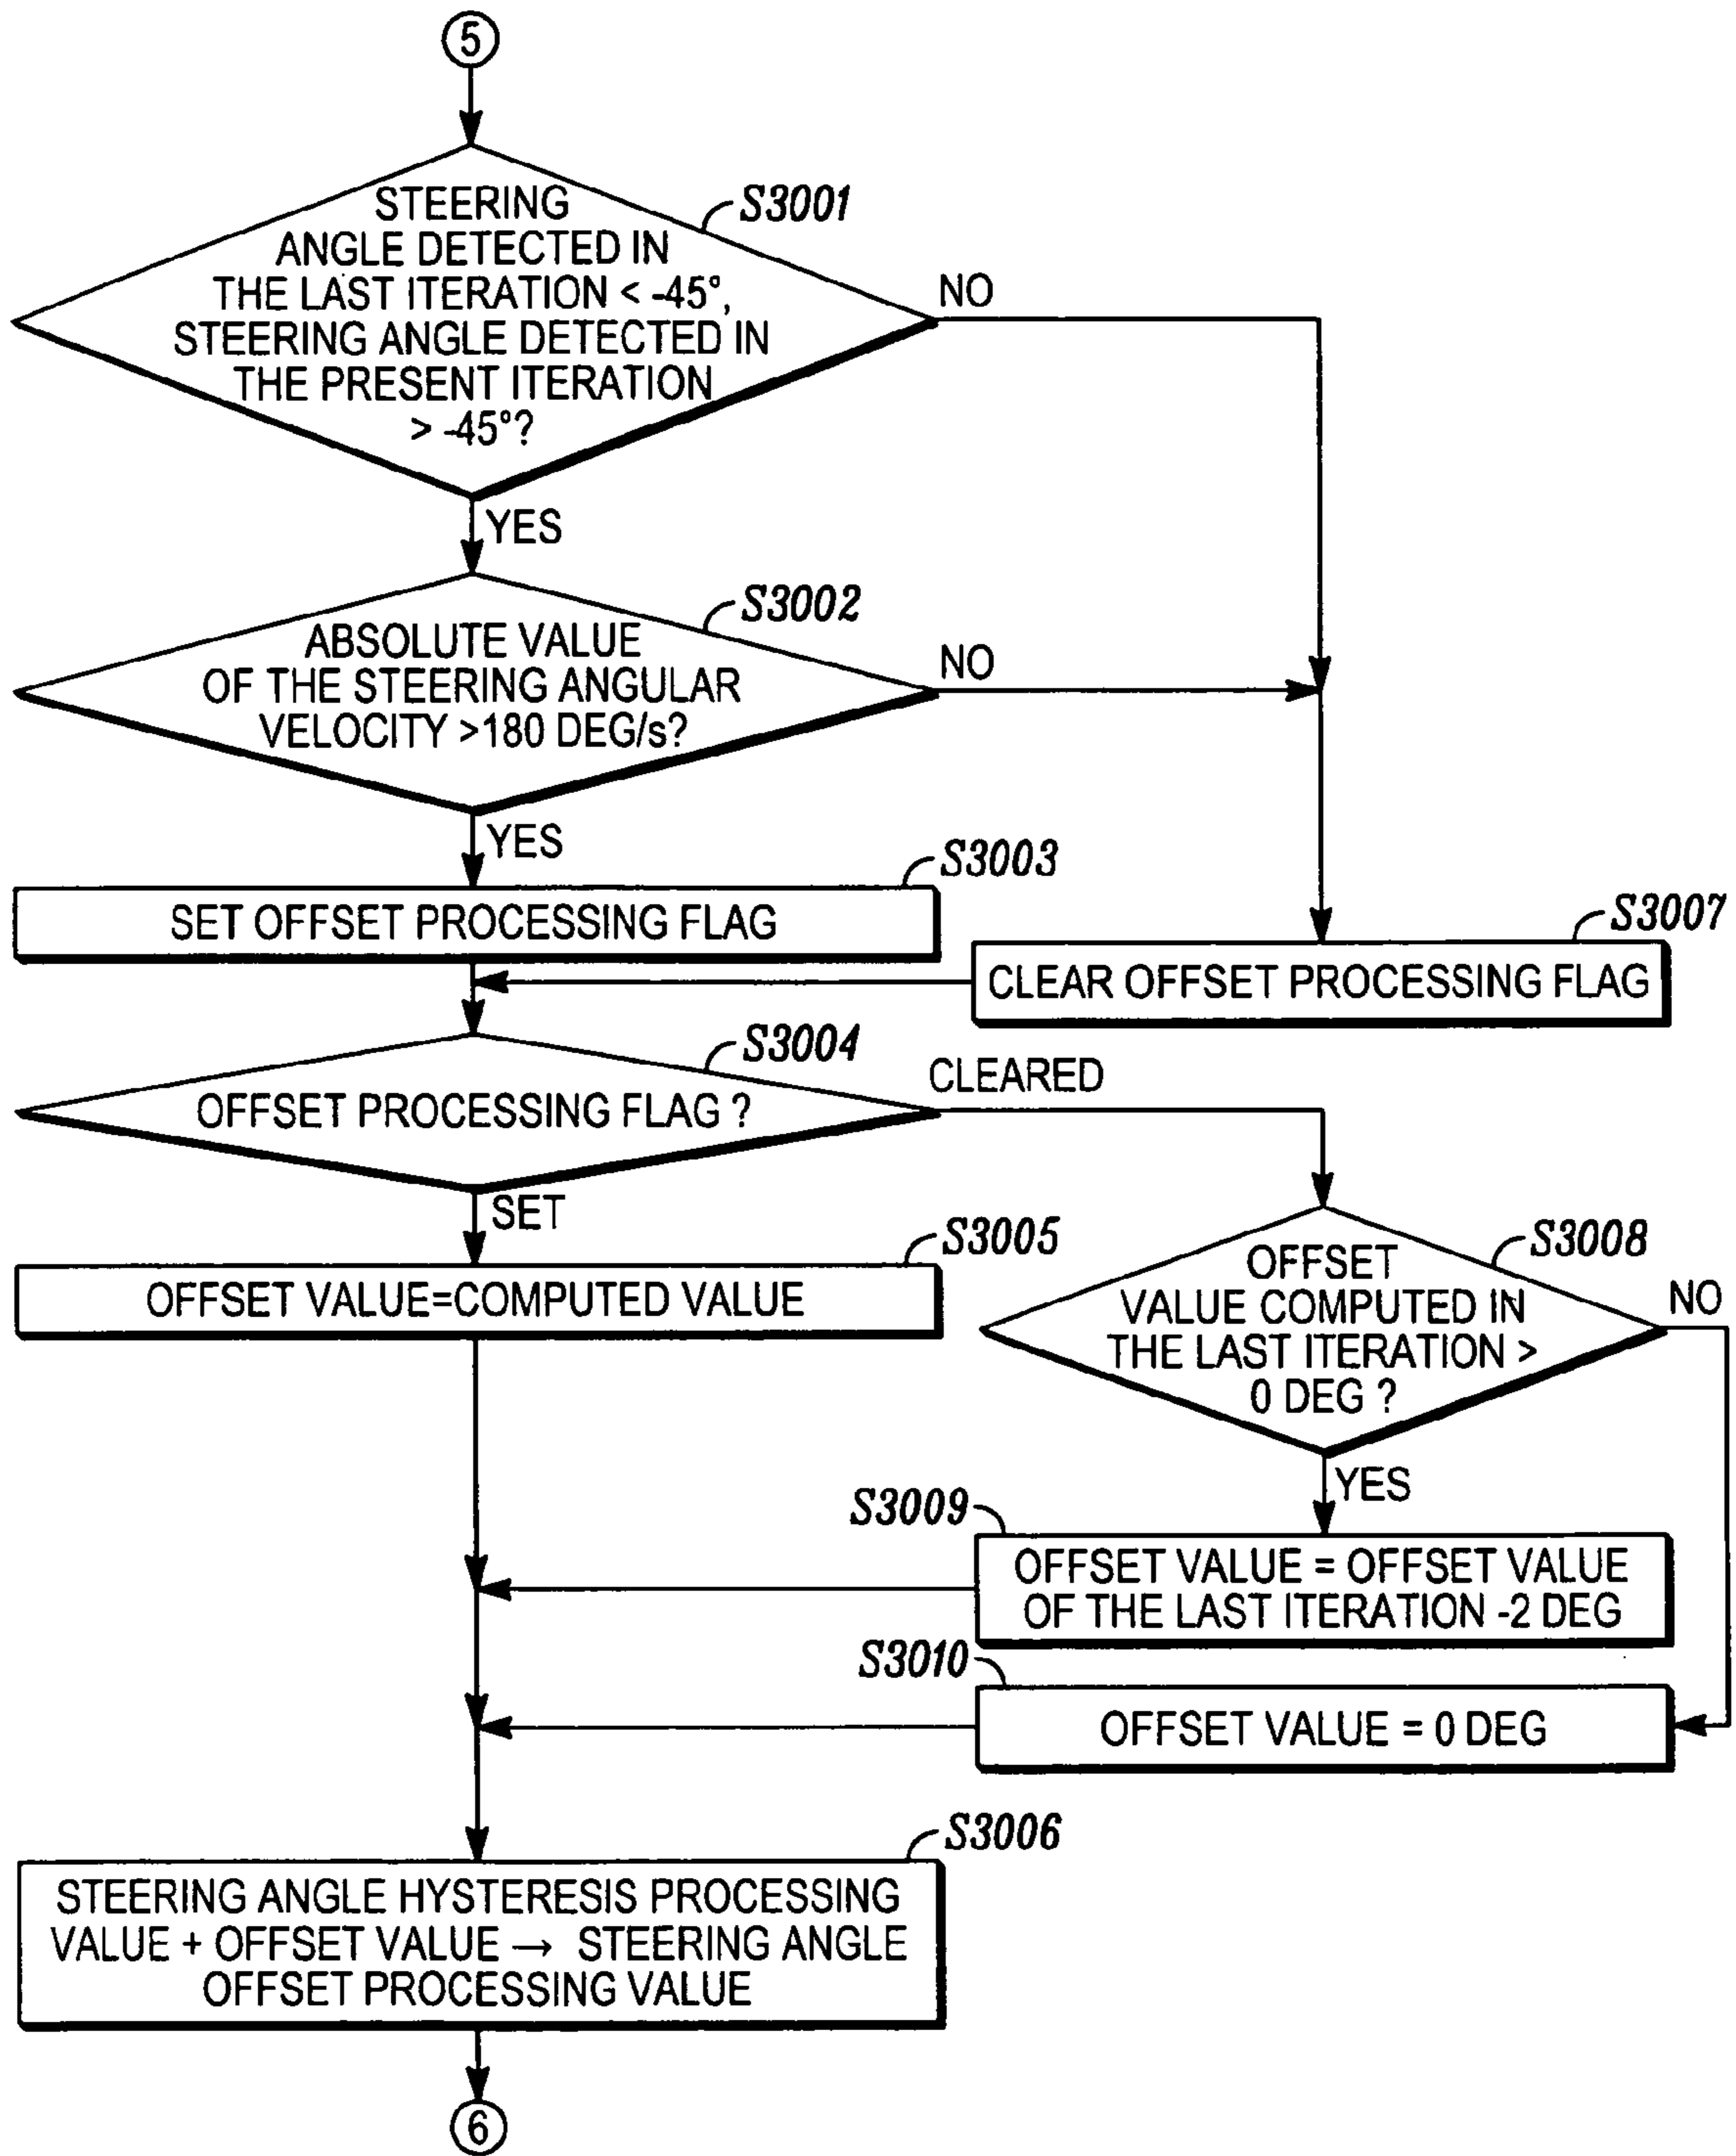 5
STEERING
ANGLE DETECTED IN
THE LAST ITERATION < -45°,
STEERING ANGLE DETECTED IN
THE PRESENT ITERATION
> -45°?
S3001
NO
YES
S3002
ABSOLUTE VALUE
OF THE STEERING ANGULAR
VELOCITY >180 DEG/s?
NO
YES
S3003
SET OFFSET PROCESSING FLAG
S3007
CLEAR OFFSET PROCESSING FLAG
S3004
OFFSET PROCESSING FLAG ?
CLEARED
SET
S3005
OFFSET VALUE=COMPUTED VALUE
S3008
OFFSET
VALUE COMPUTED IN
THE LAST ITERATION >
0 DEG ?
NO
YES
S3009
OFFSET VALUE = OFFSET VALUE
OF THE LAST ITERATION -2 DEG
S3010
OFFSET VALUE = 0 DEG
S3006
STEERING ANGLE HYSTERESIS PROCESSING
VALUE + OFFSET VALUE → STEERING ANGLE
OFFSET PROCESSING VALUE
6